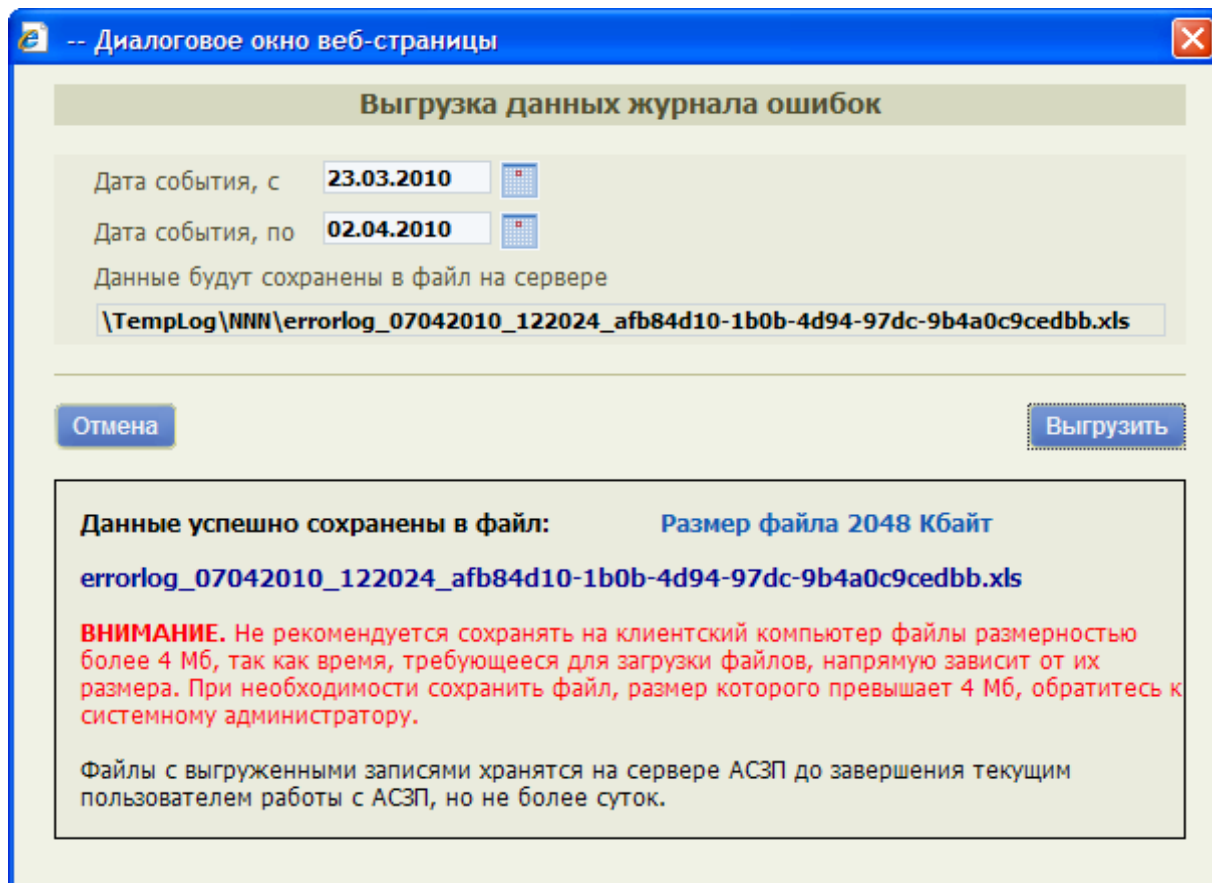 -- Диалоговое окно веб-страницы
Выгрузка данных журнала ошибок
Дата события, с 23.03.2010
Дата события, по 02.04.2010
Данные будут сохранены в файл на сервере
\TempLog\NNN\errorlog_07042010_122024_afb84d10-1b0b-4d94-97dc-9b4a0c9cedbb.xls
Отмена Выгрузить
Данные успешно сохранены в файл: Размер файла 2048 Кбайт
errorlog_07042010_122024_afb84d10-1b0b-4d94-97dc-9b4a0c9cedbb.xls
ВНИМАНИЕ. Не рекомендуется сохранять на клиентский компьютер файлы размерностью
более 4 Мб, так как время, требующееся для загрузки файлов, напрямую зависит от их
размера. При необходимости сохранить файл, размер которого превышает 4 Мб, обратитесь к
системному администратору.
Файлы с выгруженными записями хранятся на сервере АСЗП до завершения текущим
пользователем работы с АСЗП, но не более суток.